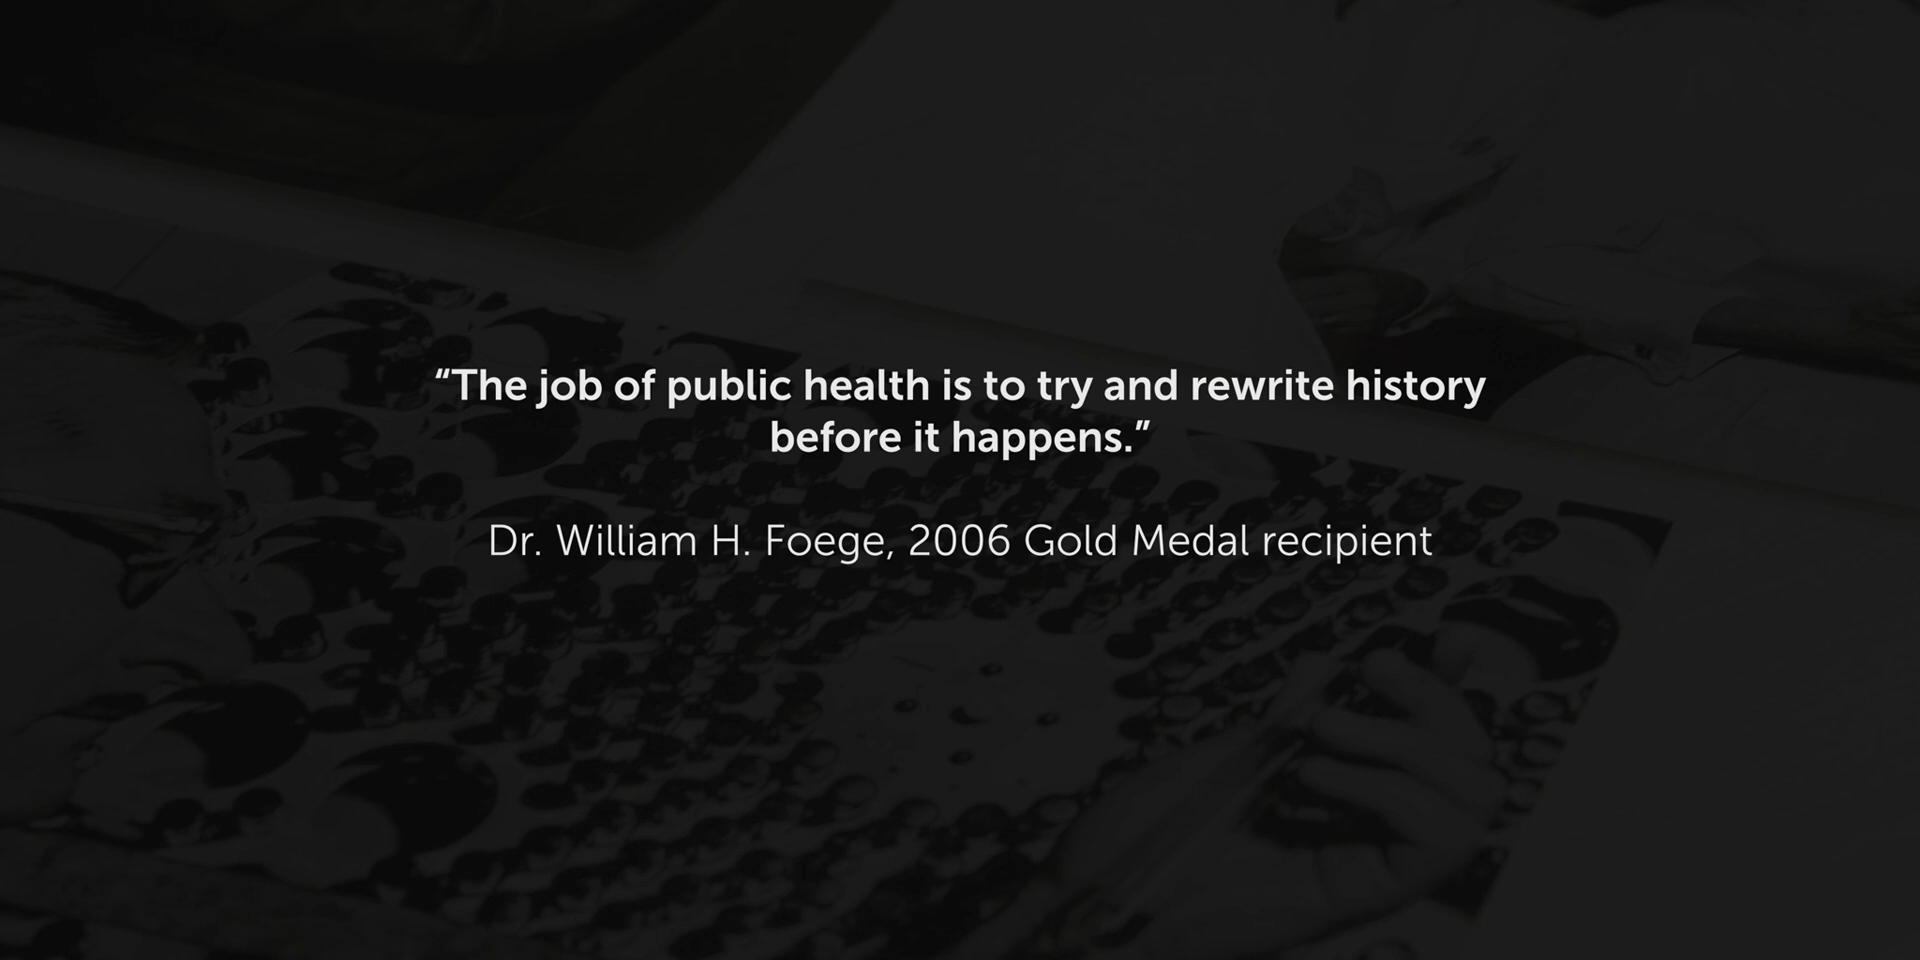 “The job of public health is to try and rewrite history
before it happens.”
Dr. William H. Foege, 2006 Gold Medal recipient